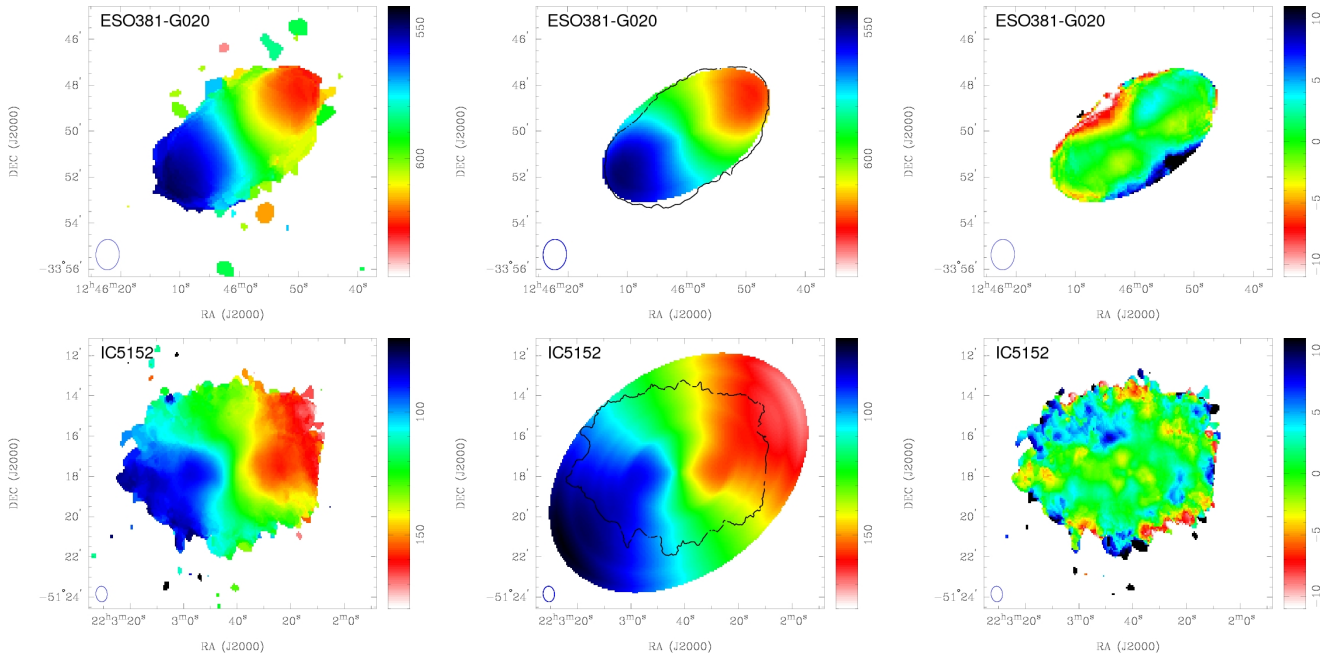 ESO381-G020
46'
48'
50'
52'
54'
−33°56'
DEC (J2000)
12ʰ46ᵐ20ˢ 10ˢ 46ᵐ0ˢ 50ˢ
RA (J2000)
550
600
ESO381-G020
46'
48'
50'
52'
54'
−33°56'
DEC (J2000)
12ʰ46ᵐ20ˢ 10ˢ 46ᵐ0ˢ 50ˢ
RA (J2000)
550
600
ESO381-G020
46'
48'
50'
52'
54'
−33°56'
DEC (J2000)
12ʰ46ᵐ20ˢ 10ˢ 46ᵐ0ˢ 50ˢ
RA (J2000)
10
5
0
−5
−10
IC5152
12'
14'
16'
18'
20'
22'
−51°24'
DEC (J2000)
22ʰ3ᵐ20ˢ 3ᵐ0ˢ 40ˢ 20ˢ 2ᵐ0ˢ
RA (J2000)
100
150
IC5152
12'
14'
16'
18'
20'
22'
−51°24'
DEC (J2000)
22ʰ3ᵐ20ˢ 3ᵐ0ˢ 40ˢ 20ˢ 2ᵐ0ˢ
RA (J2000)
100
150
IC5152
12'
14'
16'
18'
20'
22'
−51°24'
DEC (J2000)
22ʰ3ᵐ20ˢ 3ᵐ0ˢ 40ˢ 20ˢ 2ᵐ0ˢ
RA (J2000)
10
5
0
−5
−10